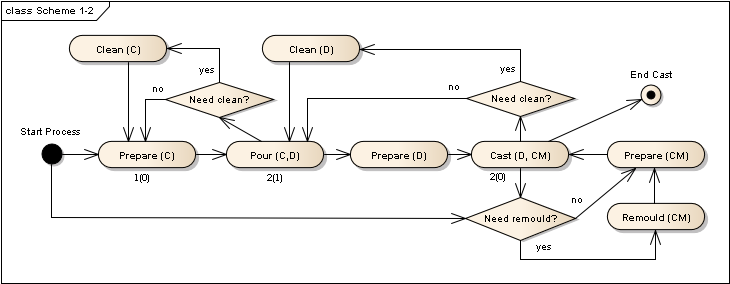 class Scheme 1-2
Clean (C)
Clean (D)
yes
yes
End Cast
no
Need clean?
no
Need clean?
Start Process
Prepare (C)
Pour (C,D)
Prepare (D)
Cast (D, CM)
Prepare (CM)
1(0)
2(1)
2(0)
no
Need remould?
Remould (CM)
yes